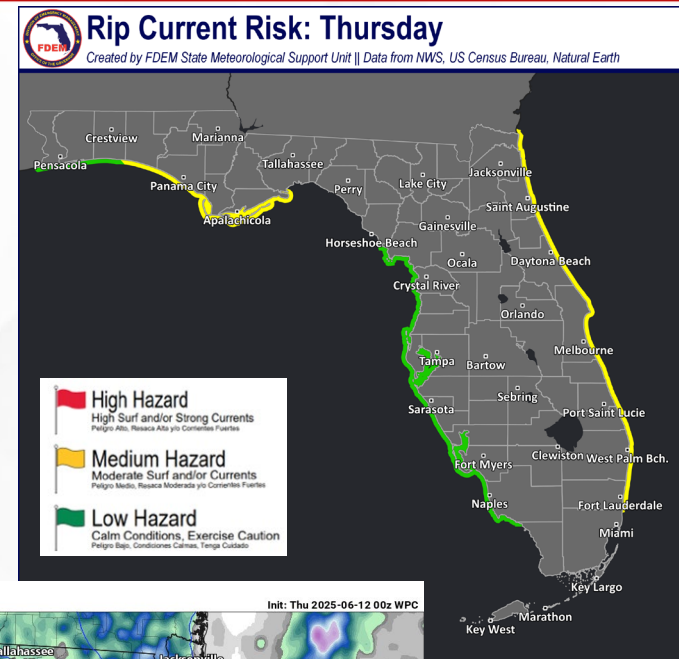 FDEM
Rip Current Risk: Thursday
Created by FDEM State Meteorological Support Unit || Data from NWS, US Census Bureau, Natural Earth
Crestview
Marianna
Pensacola
Tallahassee
Panama City
Apalachicola
Perry
Lake City
Jacksonville
Saint Augustine
Gainesville
Horseshoe Beach
Ocala
Daytona Beach
Crystal River
Orlando
Melbourne
Tampa
Bartow
Sebring
Sarasota
Port Saint Lucie
Fort Myers
Clewiston
West Palm Bch.
Naples
Fort Lauderdale
Miami
Key Largo
Marathon
Key West
High Hazard
High Surf and/or Strong Currents
Peligro Alto, Resaca Alta y/o Corrientes Fuertes
Medium Hazard
Moderate Surf and/or Currents
Peligro Medio, Resaca Moderada y/o Corrientes Fuertes
Low Hazard
Calm Conditions, Exercise Caution
Peligro Bajo, Condiciones Calmas, Tenga Cuidado
Init: Thu 2025-06-12 00z WPC
allahassee
Jacksonville